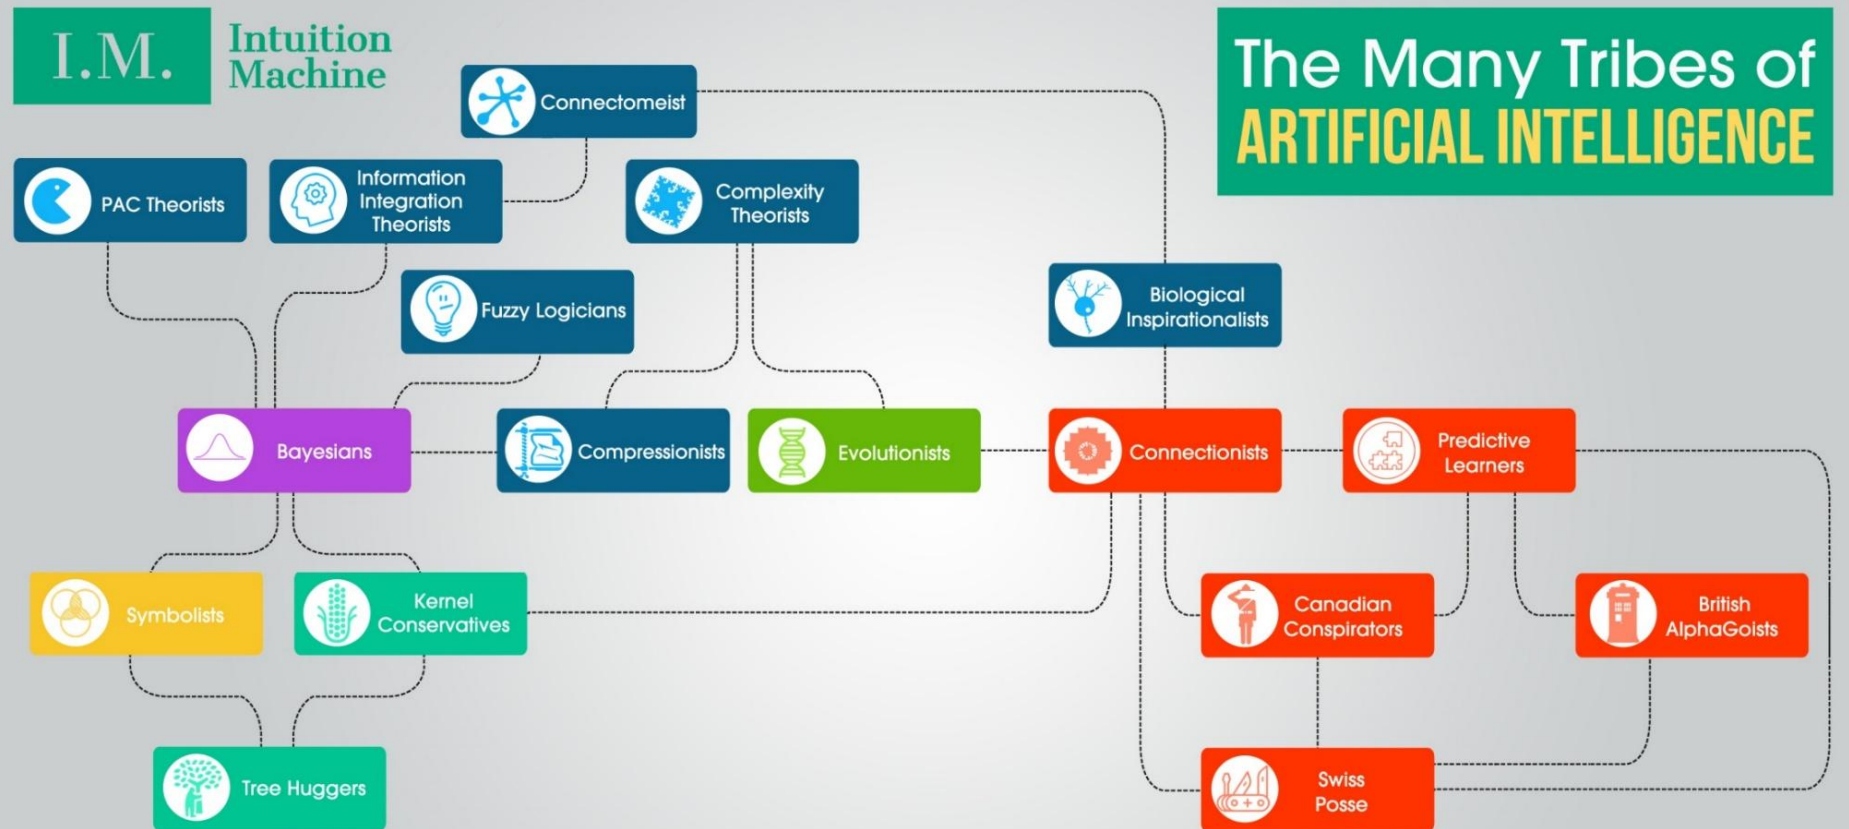 I.M.
Intuition
Machine
The Many Tribes of
ARTIFICIAL INTELLIGENCE
Connectomeist
PAC Theorists
Information
Integration
Theorists
Complexity
Theorists
Fuzzy Logicians
Biological
Inspirationalists
Bayesians
Compressionists
Evolutionists
Connectionists
Predictive
Learners
Symbolists
Kernel
Conservatives
Canadian
Conspirators
British
AlphaGoists
Tree Huggers
Swiss
Posse